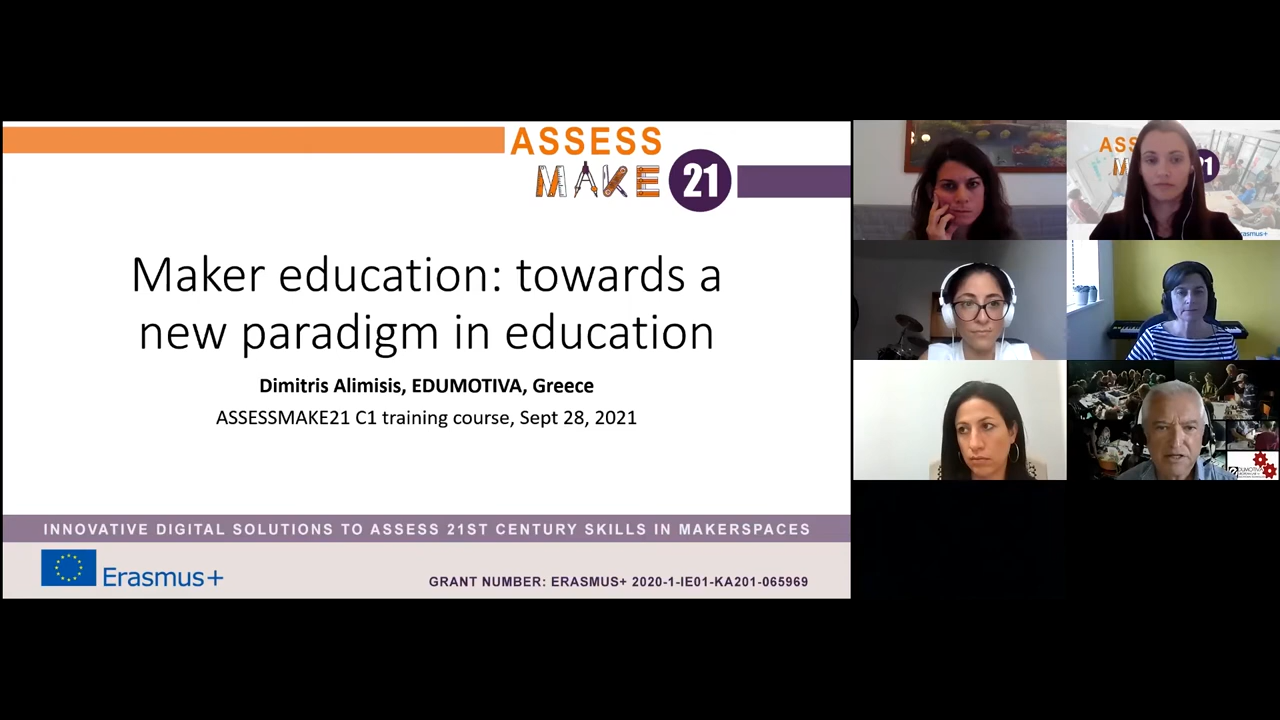 ASSESS
MAKE 21
Maker education: towards a
new paradigm in education
Dimitris Alimisis, EDUMOTIVA, Greece
ASSESSMAKE21 C1 training course, Sept 28, 2021
INNOVATIVE DIGITAL SOLUTIONS TO ASSESS 21ST CENTURY SKILLS IN MAKERSPACES
Erasmus+
GRANT NUMBER: ERASMUS+ 2020-1-IE01-KA201-065969
ASS
21